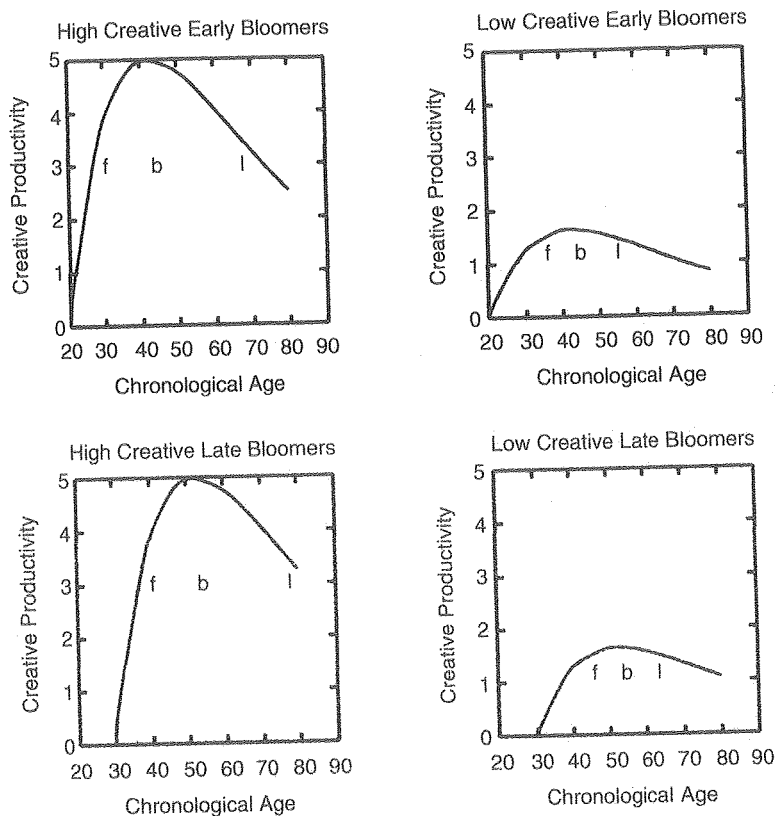 High Creative Early Bloomers
5
4
3
2
1
0
Creative Productivity
f b l
20 30 40 50 60 70 80 90
Chronological Age
Low Creative Early Bloomers
5
4
3
2
1
0
Creative Productivity
f b l
20 30 40 50 60 70 80 90
Chronological Age
High Creative Late Bloomers
5
4
3
2
1
0
Creative Productivity
f b l
20 30 40 50 60 70 80 90
Chronological Age
Low Creative Late Bloomers
5
4
3
2
1
0
Creative Productivity
f b l
20 30 40 50 60 70 80 90
Chronological Age